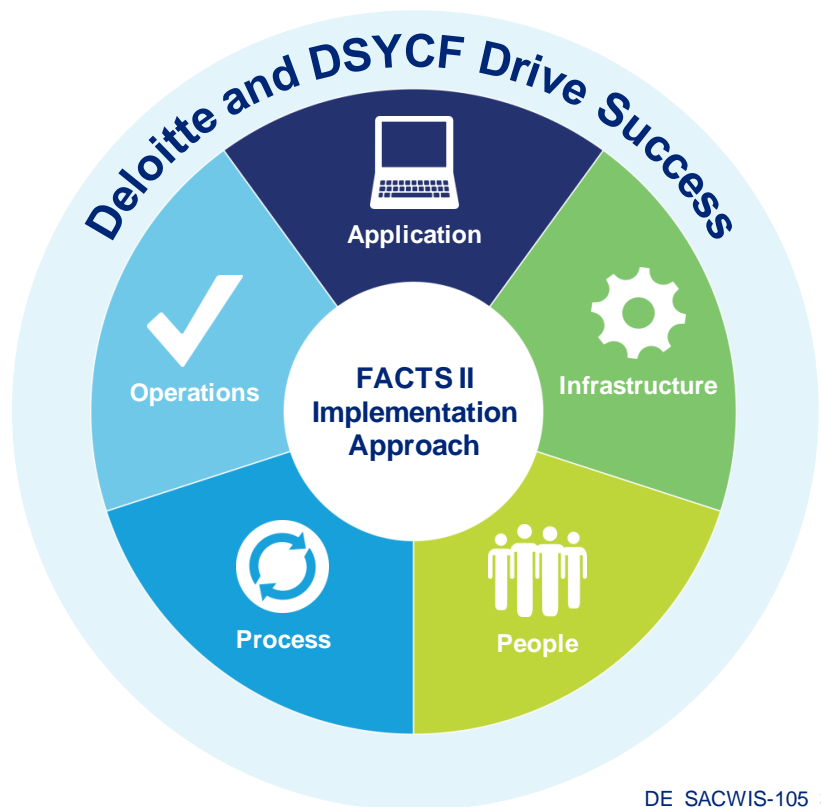 Deloitte and DSYCF Drive Success
Application
Infrastructure
Operations
FACTS II
Implementation
Approach
Process
People
DE SACWIS-105